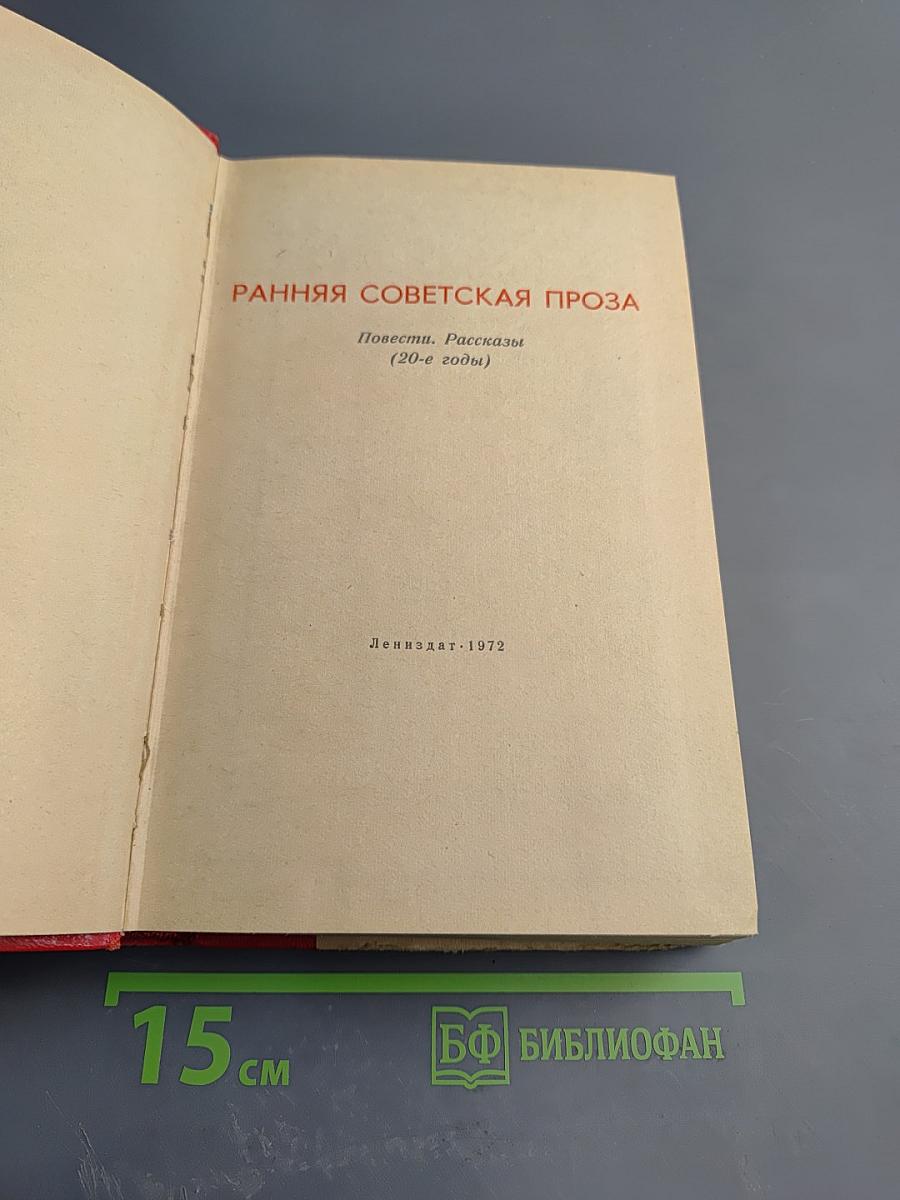 РАННЯЯ СОВЕТСКАЯ ПРОЗА
Повести. Рассказы
(20-е годы)
Лениздат·1972
15 см
БФ БИБЛИОФАН